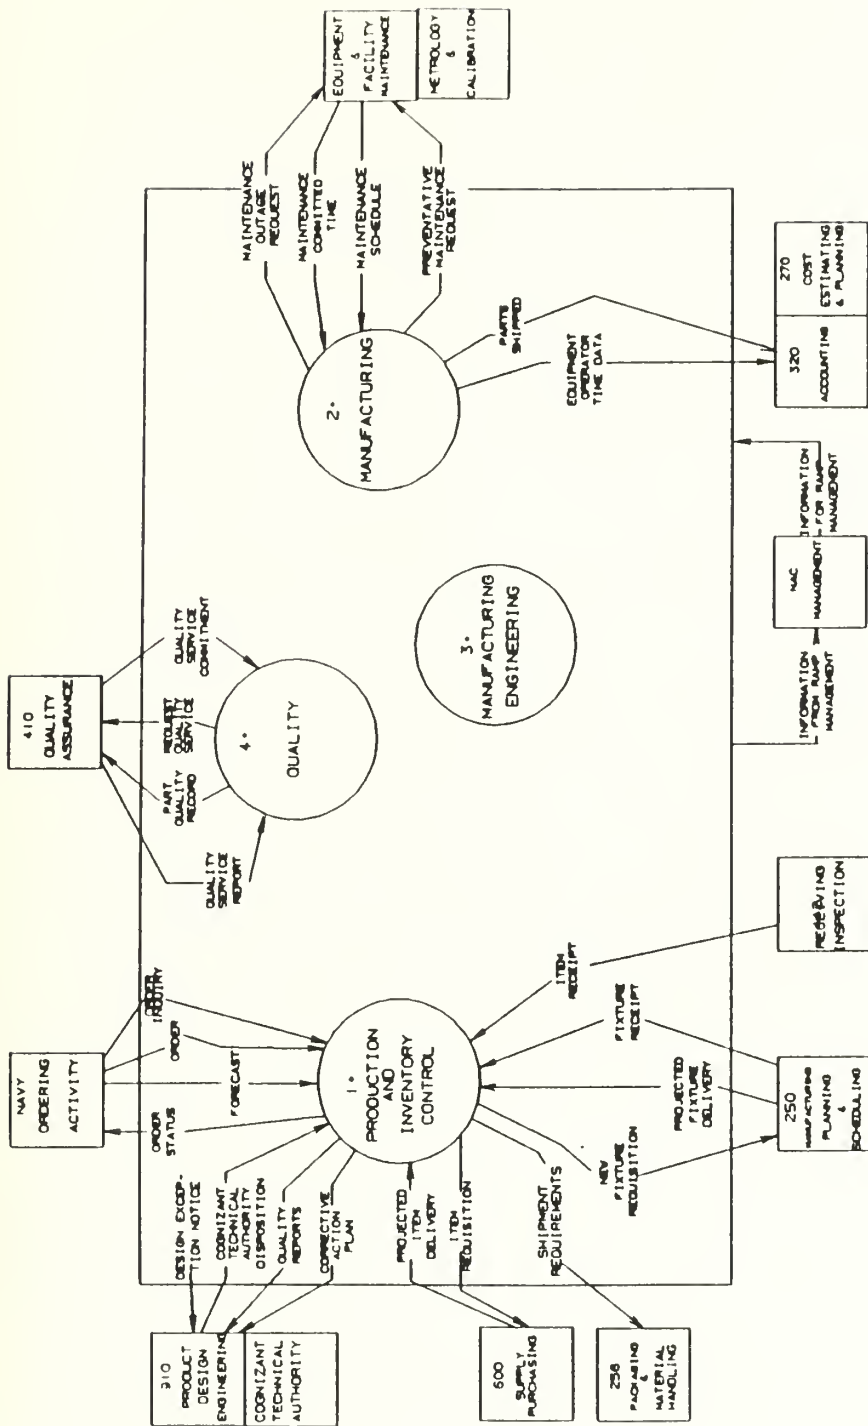 NAVY
ORDERING
ACTIVITY
410
QUALITY
ASSURANCE
EQUIPMENT
&
FACILITY
MAINTENANCE
METROLOGY
&
CALIBRATION
910
PRODUCT
DESIGN
ENGINEERING
COGNIZANT
TECHNICAL
AUTHORITY
600
SUPPLY
PURCHASING
256
PACKAGING
&
MATERIAL
HANDLING
250
MANUFACTURING
PLANNING
&
SCHEDULING
RECEIVING
INSPECTION
NAC
MANAGEMENT
320
ACCOUNTING
270
COST
ESTIMATING
& PLANNING
1*
PRODUCTION
AND
INVENTORY
CONTROL
2*
MANUFACTURING
3*
MANUFACTURING
ENGINEERING
4*
QUALITY
DESIGN EXCEP-
TION NOTICE
COGNIZANT
TECHNICAL
AUTHORITY
DISPOSITION
QUALITY
REPORTS
CORRECTIVE
ACTION
PLAN
PROJECTED
ITEM
DELIVERY
ITEM
REQUISITION
SHIPMENT
REQUIREMENTS
NEW
FIXTURE
REQUISITION
PROJECTED
FIXTURE
DELIVERY
FIXTURE
RECEIPT
ITEM
RECEIPT
ORDER
STATUS
FORECAST
ORDER
ORDER
INQUIRY
QUALITY
SERVICE
REPORT
PART
QUALITY
RECORD
REQUEST
QUALITY
SERVICE
QUALITY
SERVICE
COMMITMENT
MAINTENANCE
OUTAGE
REQUEST
MAINTENANCE
COMMITTED
TIME
MAINTENANCE
SCHEDULE
PREVENTATIVE
MAINTENANCE
REQUEST
PARTS
SHIPPED
EQUIPMENT
OPERATOR
TIME DATA
INFORMATION
FROM RAMP
MANAGEMENT
INFORMATION
FOR RAMP
MANAGEMENT